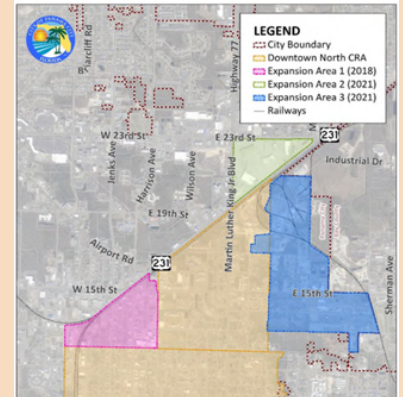 LEGEND
City Boundary
Downtown North CRA
Expansion Area 1 (2018)
Expansion Area 2 (2021)
Expansion Area 3 (2021)
Railways
Briarcliff Rd
Highway 77
W 23rd St
E 23rd St
231
Industrial Dr
Jenks Ave
Harrison Ave
Wilson Ave
Martin Luther King Jr Blvd
E 19th St
Airport Rd
231
W 15th St
E 15th St
Sherman Ave